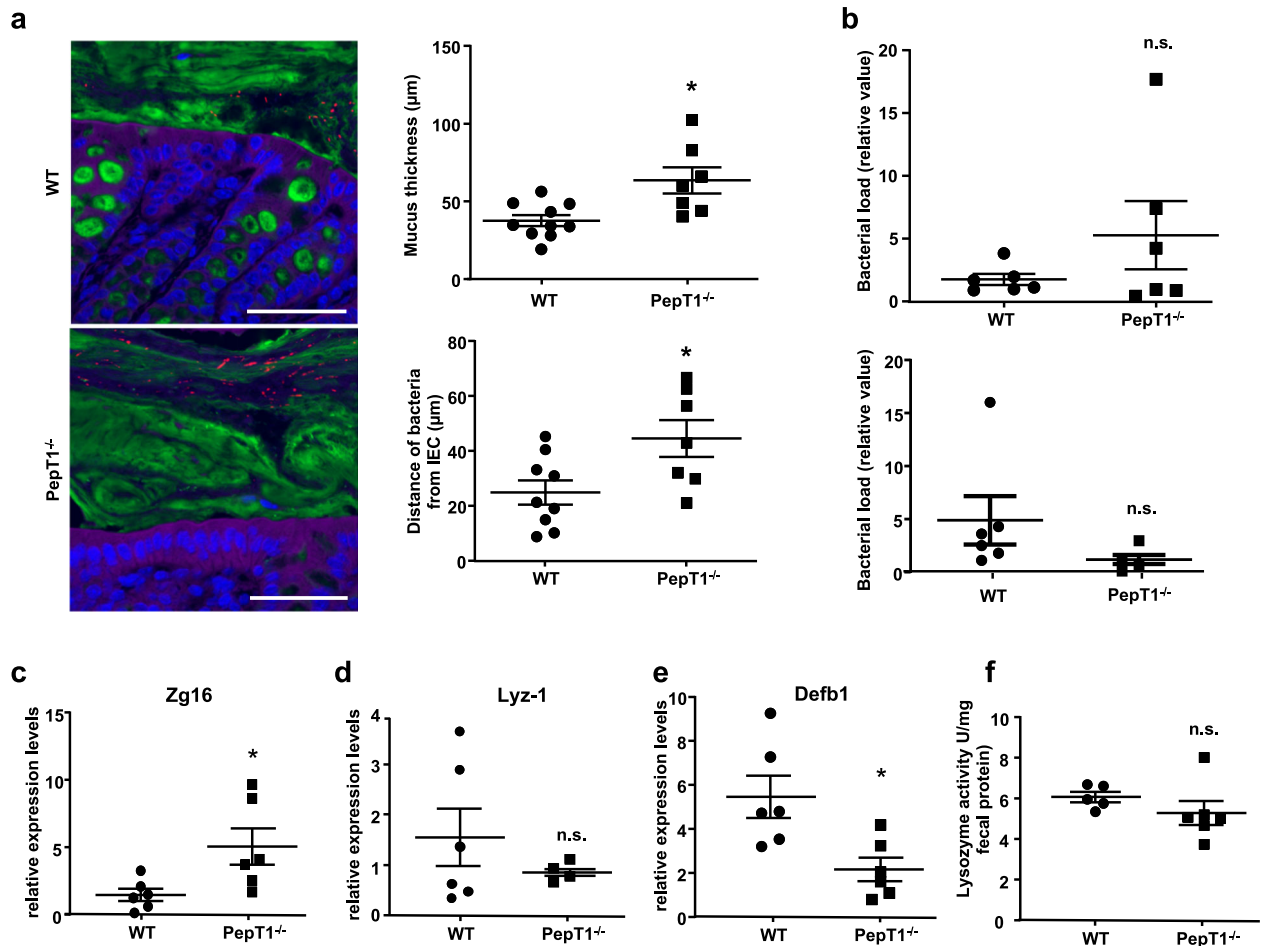 a
WT
PepT1-/-
Mucus thickness (µm)
150
100
50
0
WT
PepT1-/-
*
Distance of bacteria
from IEC (µm)
80
60
40
20
0
WT
PepT1-/-
*
b
Bacterial load (relative value)
20
15
10
5
0
WT
PepT1-/-
n.s.
Bacterial load (relative value)
20
15
10
5
0
WT
PepT1-/-
n.s.
c
Zg16
relative expression levels
15
10
5
0
WT
PepT1-/-
*
d
Lyz-1
relative expression levels
4
3
2
1
0
WT
PepT1-/-
n.s.
e
Defb1
relative expression levels
10
8
6
4
2
0
WT
PepT1-/-
*
f
Lysozyme activity U/mg
fecal protein)
10
8
6
4
2
0
WT
PepT1-/-
n.s.